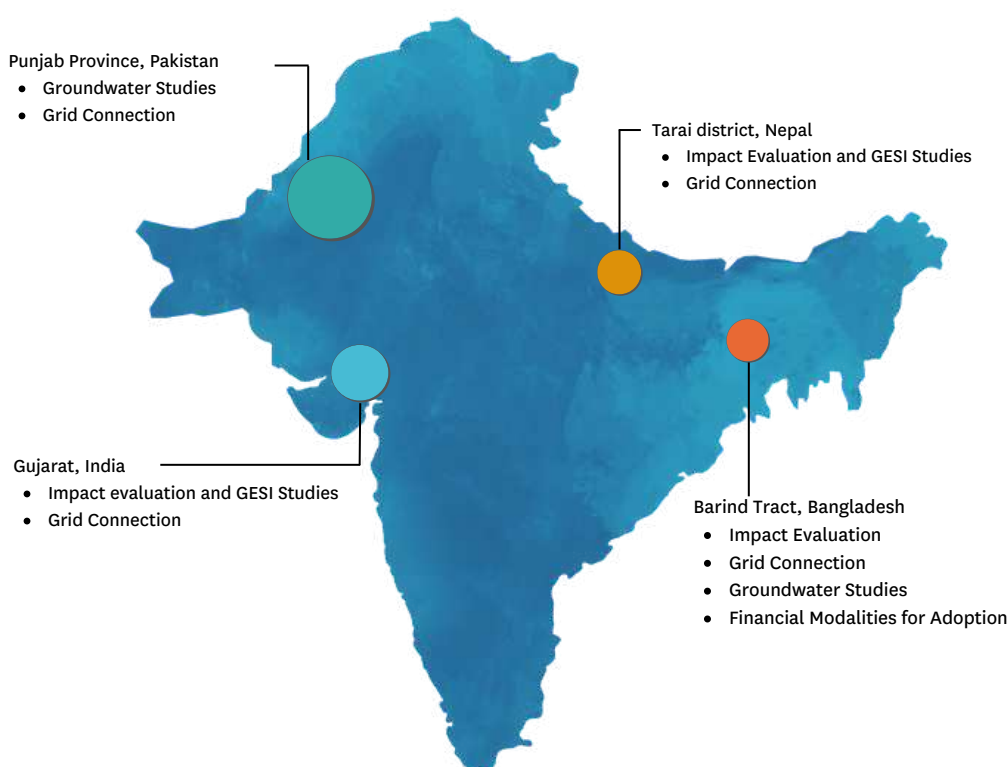 Punjab Province, Pakistan
• Groundwater Studies
• Grid Connection
Tarai district, Nepal
• Impact Evaluation and GESI Studies
• Grid Connection
Gujarat, India
• Impact evaluation and GESI Studies
• Grid Connection
Barind Tract, Bangladesh
• Impact Evaluation
• Grid Connection
• Groundwater Studies
• Financial Modalities for Adoption